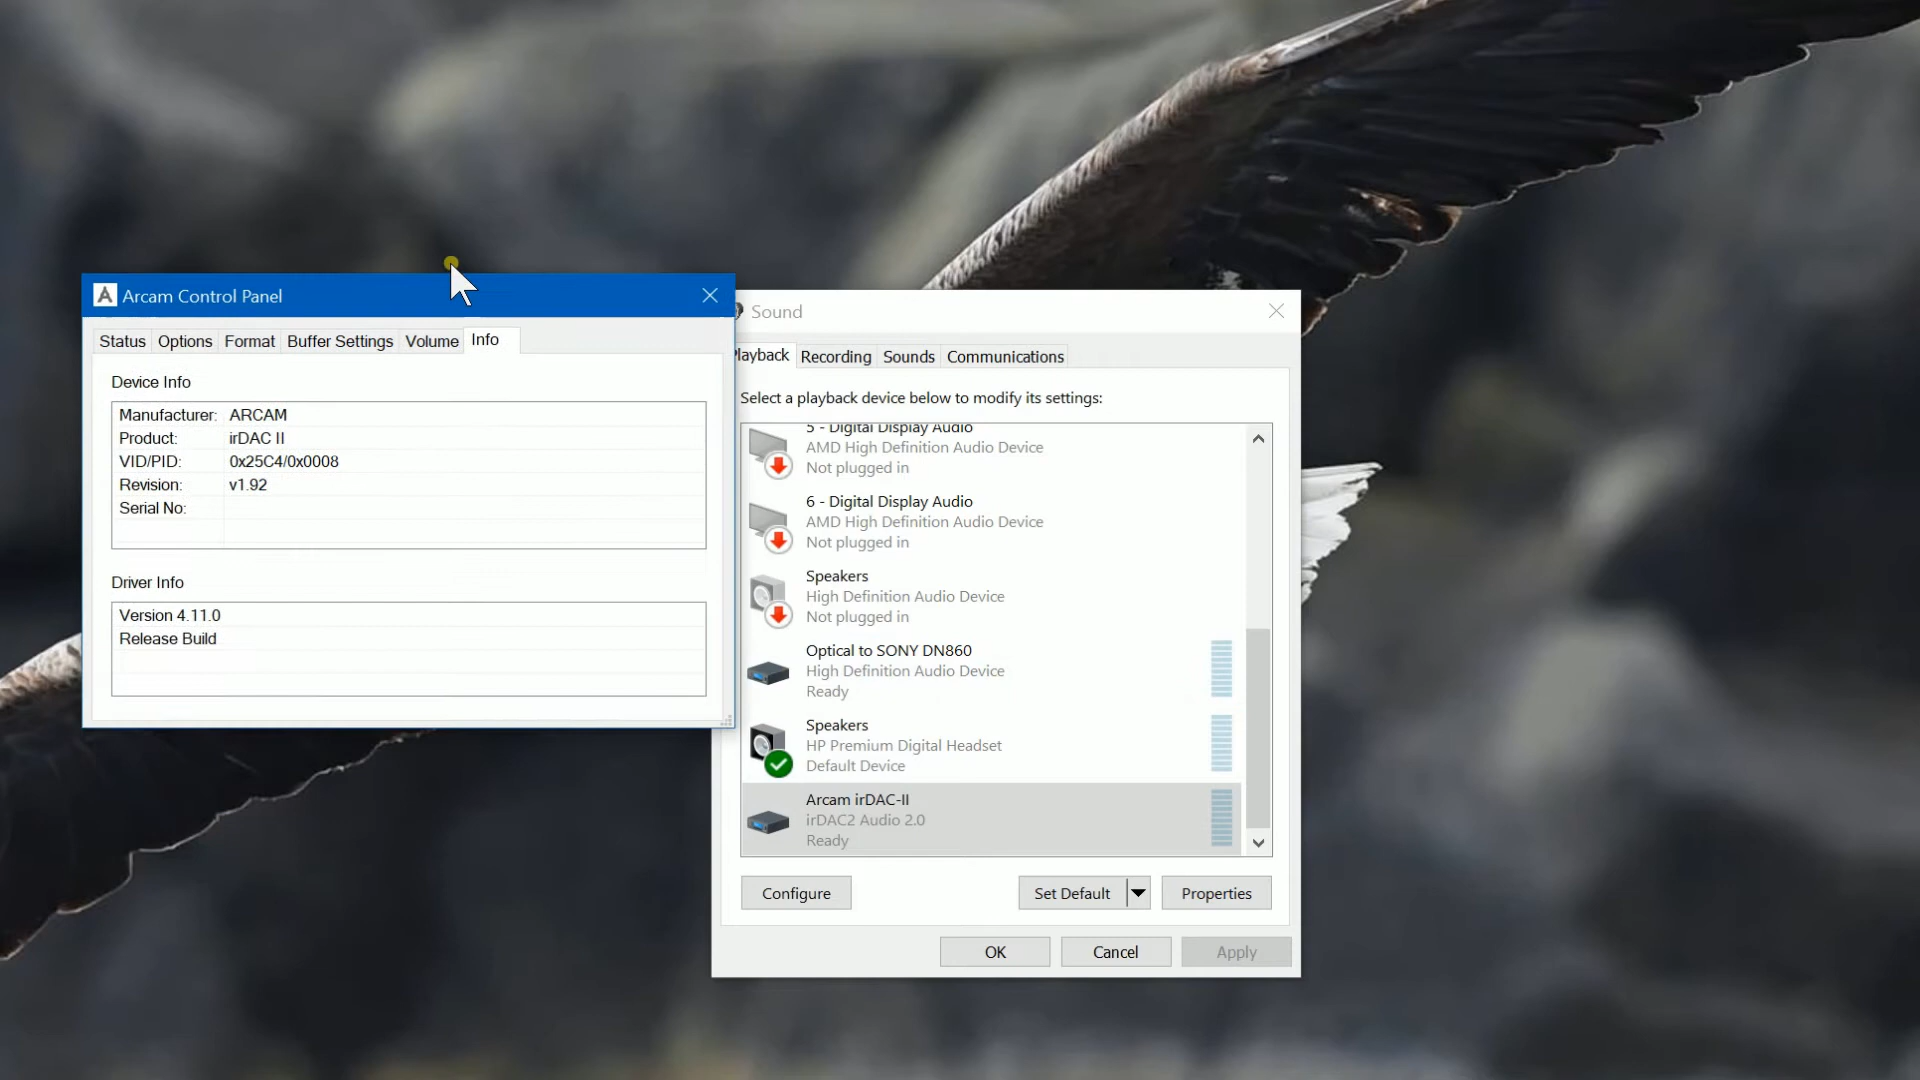 Arcam Control Panel
Status Options Format Buffer Settings Volume Info
Device Info
Manufacturer: ARCAM
Product: irDAC II
VID/PID: 0x25C4/0x0008
Revision: v1.92
Serial No:
Driver Info
Version 4.11.0
Release Build
Sound
Playback Recording Sounds Communications
Select a playback device below to modify its settings:
5 - Digital Display Audio
AMD High Definition Audio Device
Not plugged in
6 - Digital Display Audio
AMD High Definition Audio Device
Not plugged in
Speakers
High Definition Audio Device
Not plugged in
Optical to SONY DN860
High Definition Audio Device
Ready
Speakers
HP Premium Digital Headset
Default Device
Arcam irDAC-II
irDAC2 Audio 2.0
Ready
Configure Set Default Properties
OK Cancel Apply